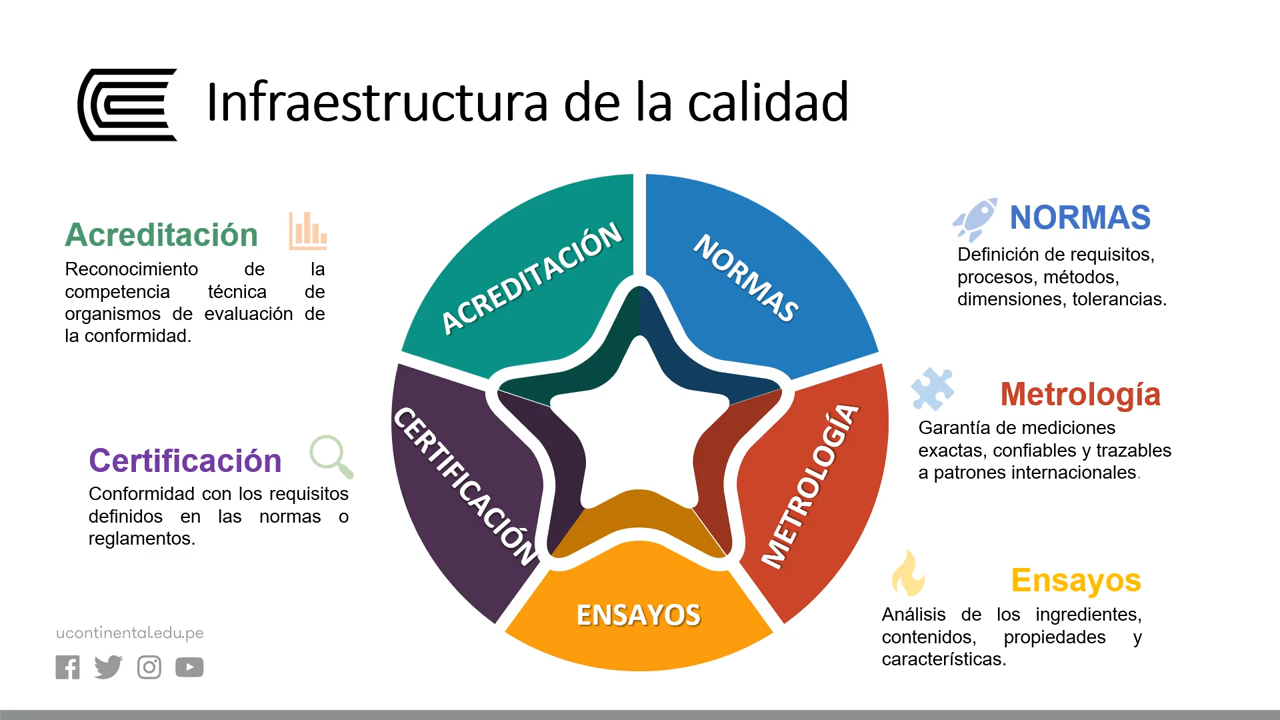 Infraestructura de la calidad
Acreditación
Reconocimiento de la
competencia técnica de
organismos de evaluación de
la conformidad.
Certificación
Conformidad con los requisitos
definidos en las normas o
reglamentos.
ACREDITACIÓN
NORMAS
METROLOGÍA
ENSAYOS
CERTIFICACIÓN
NORMAS
Definición de requisitos,
procesos, métodos,
dimensiones, tolerancias.
Metrología
Garantía de mediciones
exactas, confiables y trazables
a patrones internacionales.
Ensayos
Análisis de los ingredientes,
contenidos, propiedades y
características.
ucontinental.edu.pe